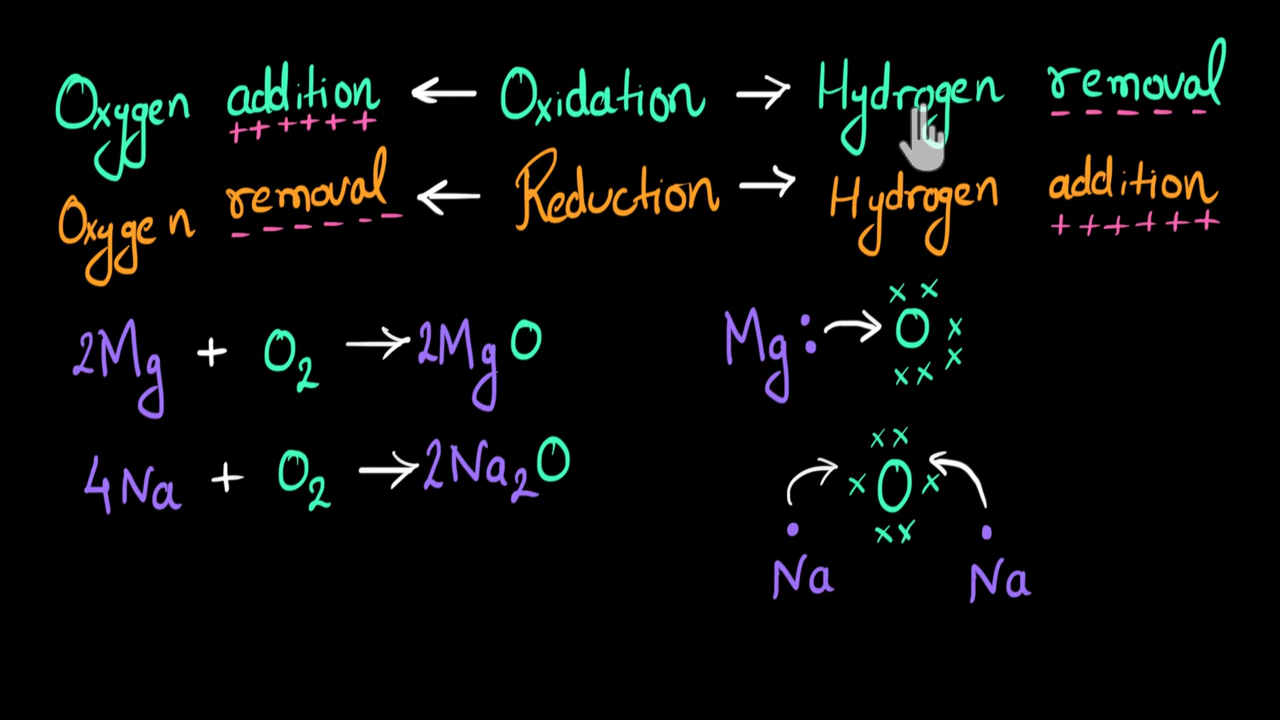 Oxygen addition ← Oxidation → Hydrogen removal
++++++ ------
Oxygen removal ← Reduction → Hydrogen addition
------ ++++++
2Mg + O₂ → 2MgO
Mg: → O
4Na + O₂ → 2Na₂O
O
Na Na